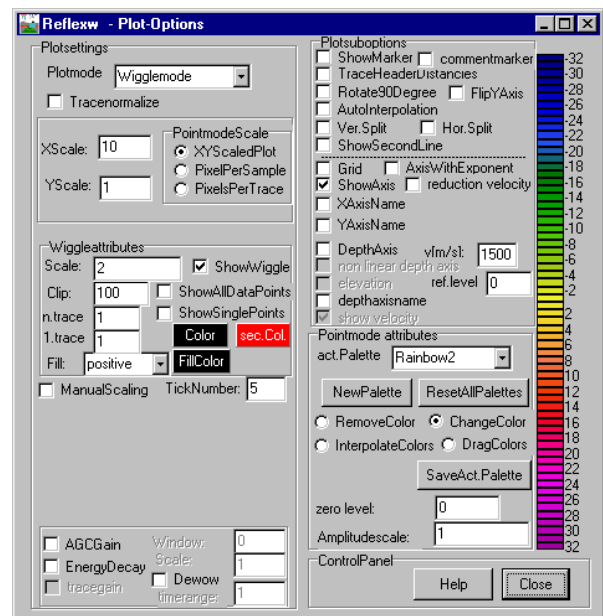 Reflexw - Plot-Options
Plotsettings
Plotmode Wigglemode
Tracenormalize
XScale: 10
YScale: 1
PointmodeScale
XYScaledPlot
PixelPerSample
PixelsPerTrace
Wiggleattributes
Scale: 2 ShowWiggle
Clip: 100 ShowAllDataPoints
n.trace 1 ShowSinglePoints
1.trace 1 Color sec.Col.
Fill: positive FillColor
ManualScaling TickNumber: 5
AGCGain Window: 0
EnergyDecay Scale: 1
tracegain Dewow
timerange: 1
Plotsuboptions
ShowMarker commentmarker
TraceHeaderDistancies
Rotate90Degree FlipYAxis
AutoInterpolation
Ver.Split Hor.Split
ShowSecondLine
Grid AxisWithExponent
ShowAxis reduction velocity
XAxisName
YAxisName
DepthAxis v[m/s]: 1500
non linear depth axis
elevation ref.level 0
depthaxisname
show velocity
Pointmode attributes
act.Palette Rainbow2
NewPalette ResetAllPalettes
RemoveColor ChangeColor
InterpolateColors DragColors
SaveAct.Palette
zero level: 0
Amplitudescale: 1
ControlPanel
Help Close
-32
-30
-28
-26
-24
-22
-20
-18
-16
-14
-12
-10
-8
-6
-4
-2
2
4
6
8
10
12
14
16
18
20
22
24
26
28
30
32